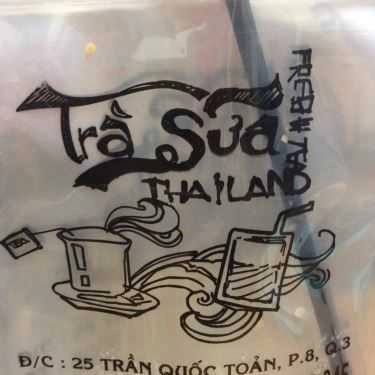 Trà Sữa
THAILAND
FRESH TEA
Đ/C : 25 TRẦN QUỐC TOẢN, P.8, Q.3